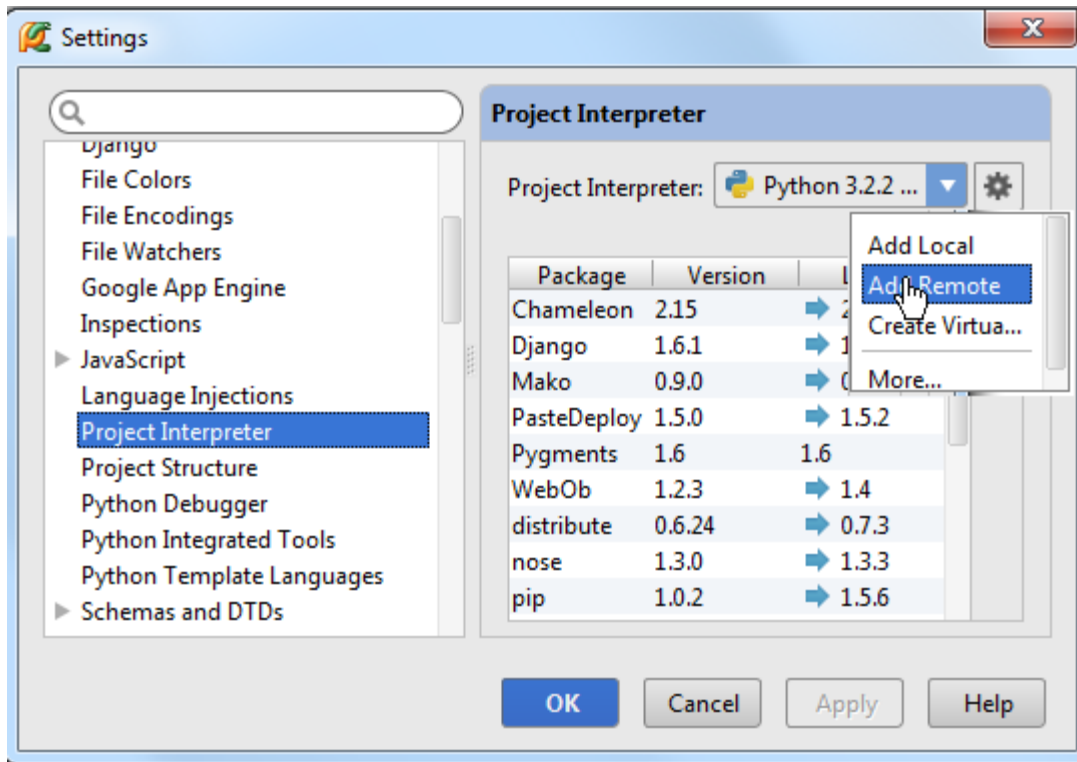 Settings
Django
File Colors
File Encodings
File Watchers
Google App Engine
Inspections
JavaScript
Language Injections
Project Interpreter
Project Structure
Python Debugger
Python Integrated Tools
Python Template Languages
Schemas and DTDs
Project Interpreter
Project Interpreter: Python 3.2.2 ...
Add Local
Add Remote
Create Virtua...
More...
Package Version
Chameleon 2.15
Django 1.6.1
Mako 0.9.0
PasteDeploy 1.5.0 1.5.2
Pygments 1.6 1.6
WebOb 1.2.3 1.4
distribute 0.6.24 0.7.3
nose 1.3.0 1.3.3
pip 1.0.2 1.5.6
OK Cancel Apply Help